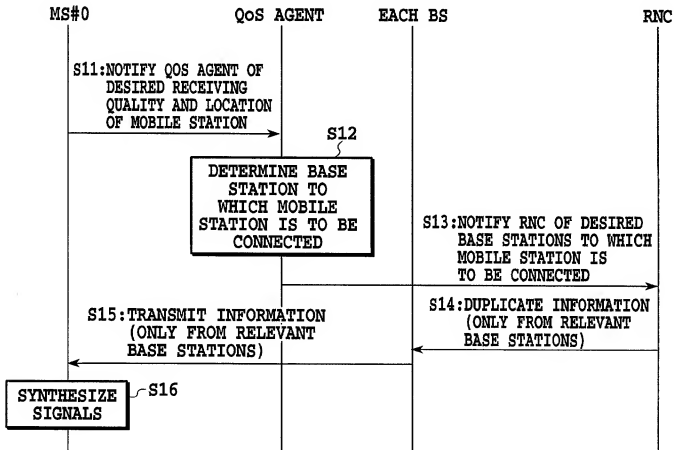 MS#0
QoS AGENT
EACH BS
RNC
S11:NOTIFY QOS AGENT OF
DESIRED RECEIVING
QUALITY AND LOCATION
OF MOBILE STATION
S12
DETERMINE BASE
STATION TO
WHICH MOBILE
STATION IS TO BE
CONNECTED
S13:NOTIFY RNC OF DESIRED
BASE STATIONS TO WHICH
MOBILE STATION IS
TO BE CONNECTED
S14:DUPLICATE INFORMATION
(ONLY FROM RELEVANT
BASE STATIONS)
S15:TRANSMIT INFORMATION
(ONLY FROM RELEVANT
BASE STATIONS)
SYNTHESIZE
SIGNALS
S16